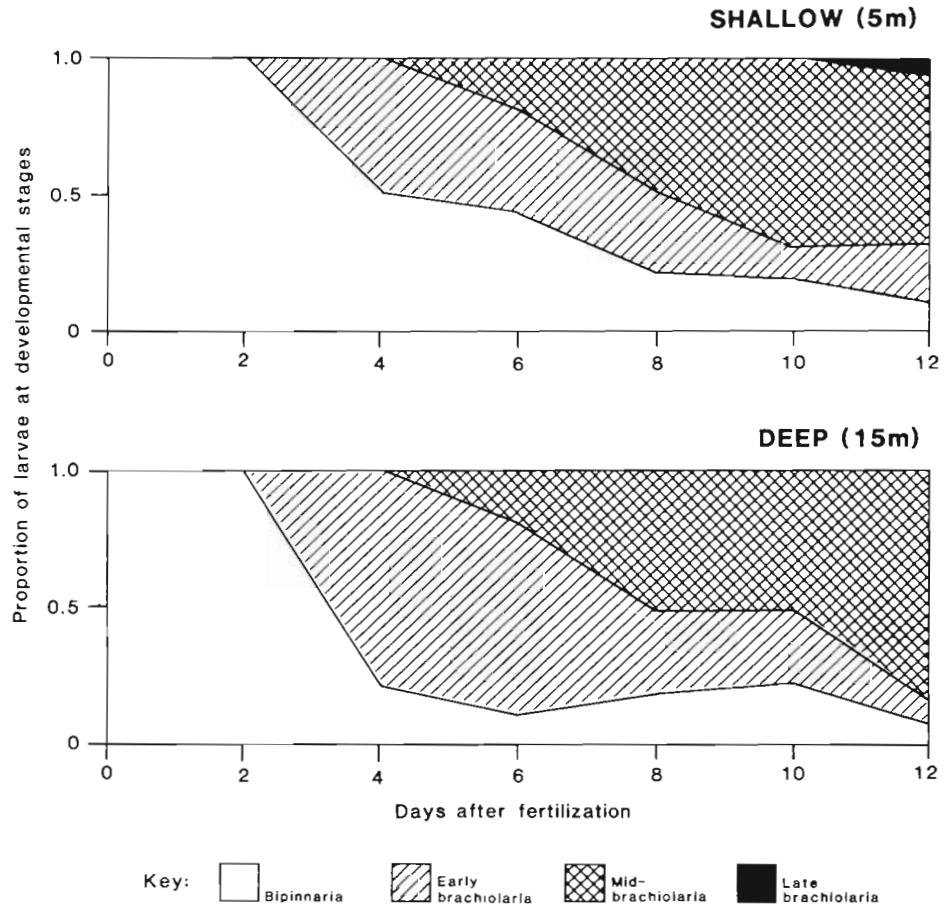 SHALLOW (5m)
1.0
0.5
0
0 2 4 6 8 10 12
DEEP (15m)
1.0
0.5
0
0 2 4 6 8 10 12
Proportion of larvae at developmental stages
Days after fertilization
Key:
Bipinnaria
Early
brachiolaria
Mid-
brachiolaria
Late
brachiolaria